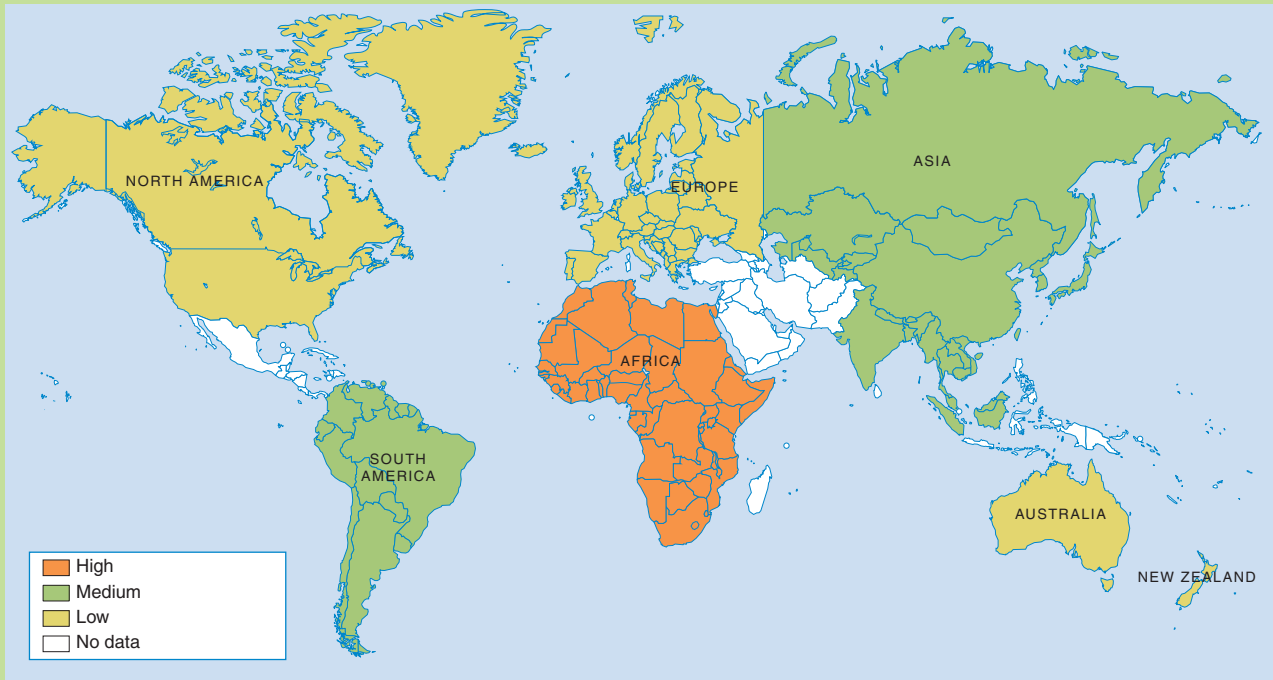 ASIA
NORTH AMERICA
EUROPE
AFRICA
SOUTH
AMERICA
AUSTRALIA
NEW ZEALAND
High
Medium
Low
No data